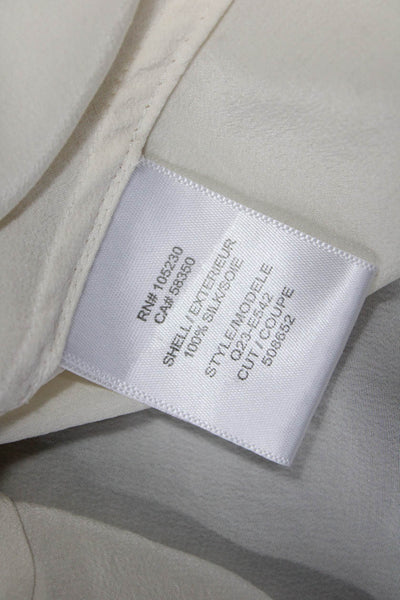 RN# 105230
CA# 58350
SHELL / EXTERIEUR
100% SILK/SOIE
STYLE/MODELE
Q23-E542
CUT / COUPE
508652